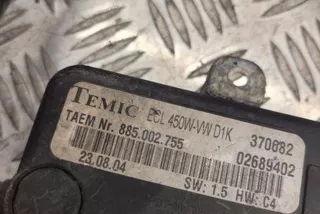 TEMIC ECL 450W-VW D1K 370682
TAEM Nr. 885.002.755 02689402
23.08.04 SW: 1.5 HW: C4